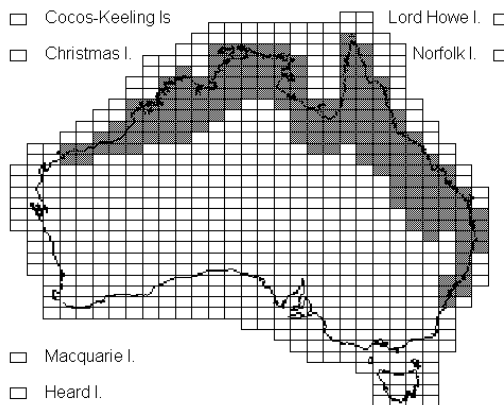 Cocos-Keeling Is
Lord Howe I.
Christmas I.
Norfolk I.
Macquarie I.
Heard I.